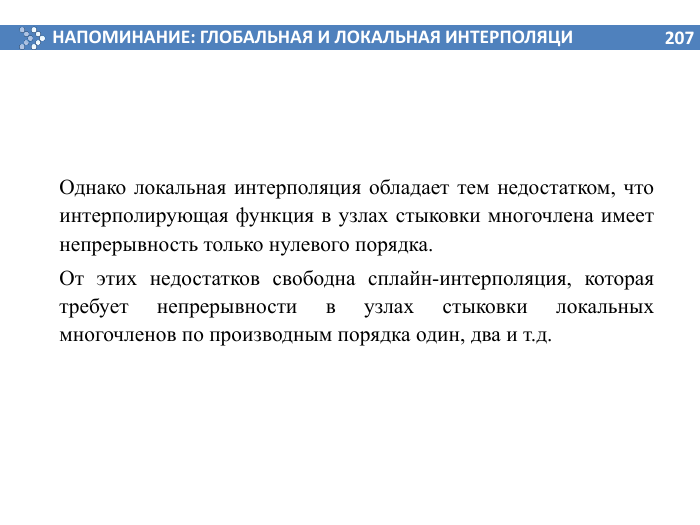 НАПОМИНАНИЕ: ГЛОБАЛЬНАЯ И ЛОКАЛЬНАЯ ИНТЕРПОЛЯЦИ
207
Однако локальная интерполяция обладает тем недостатком, что
интерполирующая функция в узлах стыковки многочлена имеет
непрерывность только нулевого порядка.
От этих недостатков свободна сплайн-интерполяция, которая
требует непрерывности в узлах стыковки локальных
многочленов по производным порядка один, два и т.д.